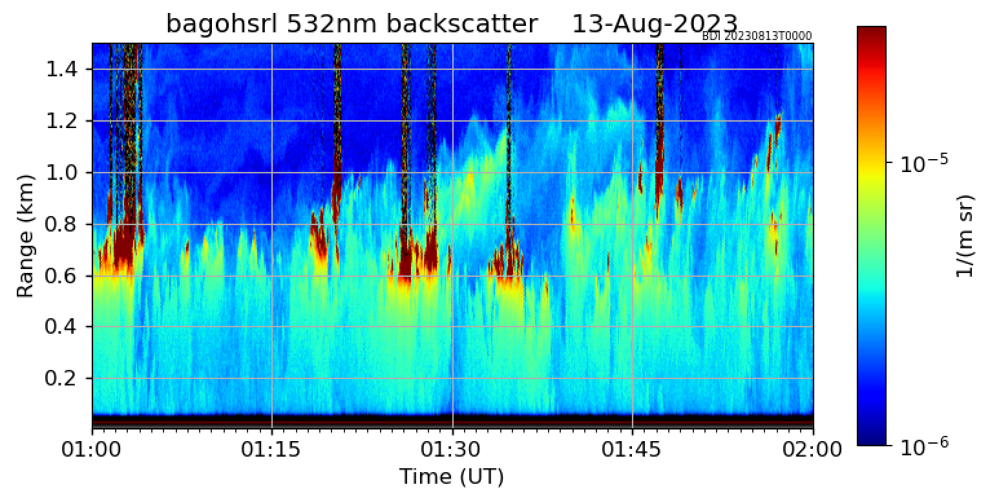 bagohsrl 532nm backscatter 13-Aug-2023
BDI 20230813T0000
1.4
1.2
1.0
0.8
0.6
0.4
0.2
Range (km)
01:00 01:15 01:30 01:45 02:00
Time (UT)
10⁻⁵
10⁻⁶
1/(m sr)